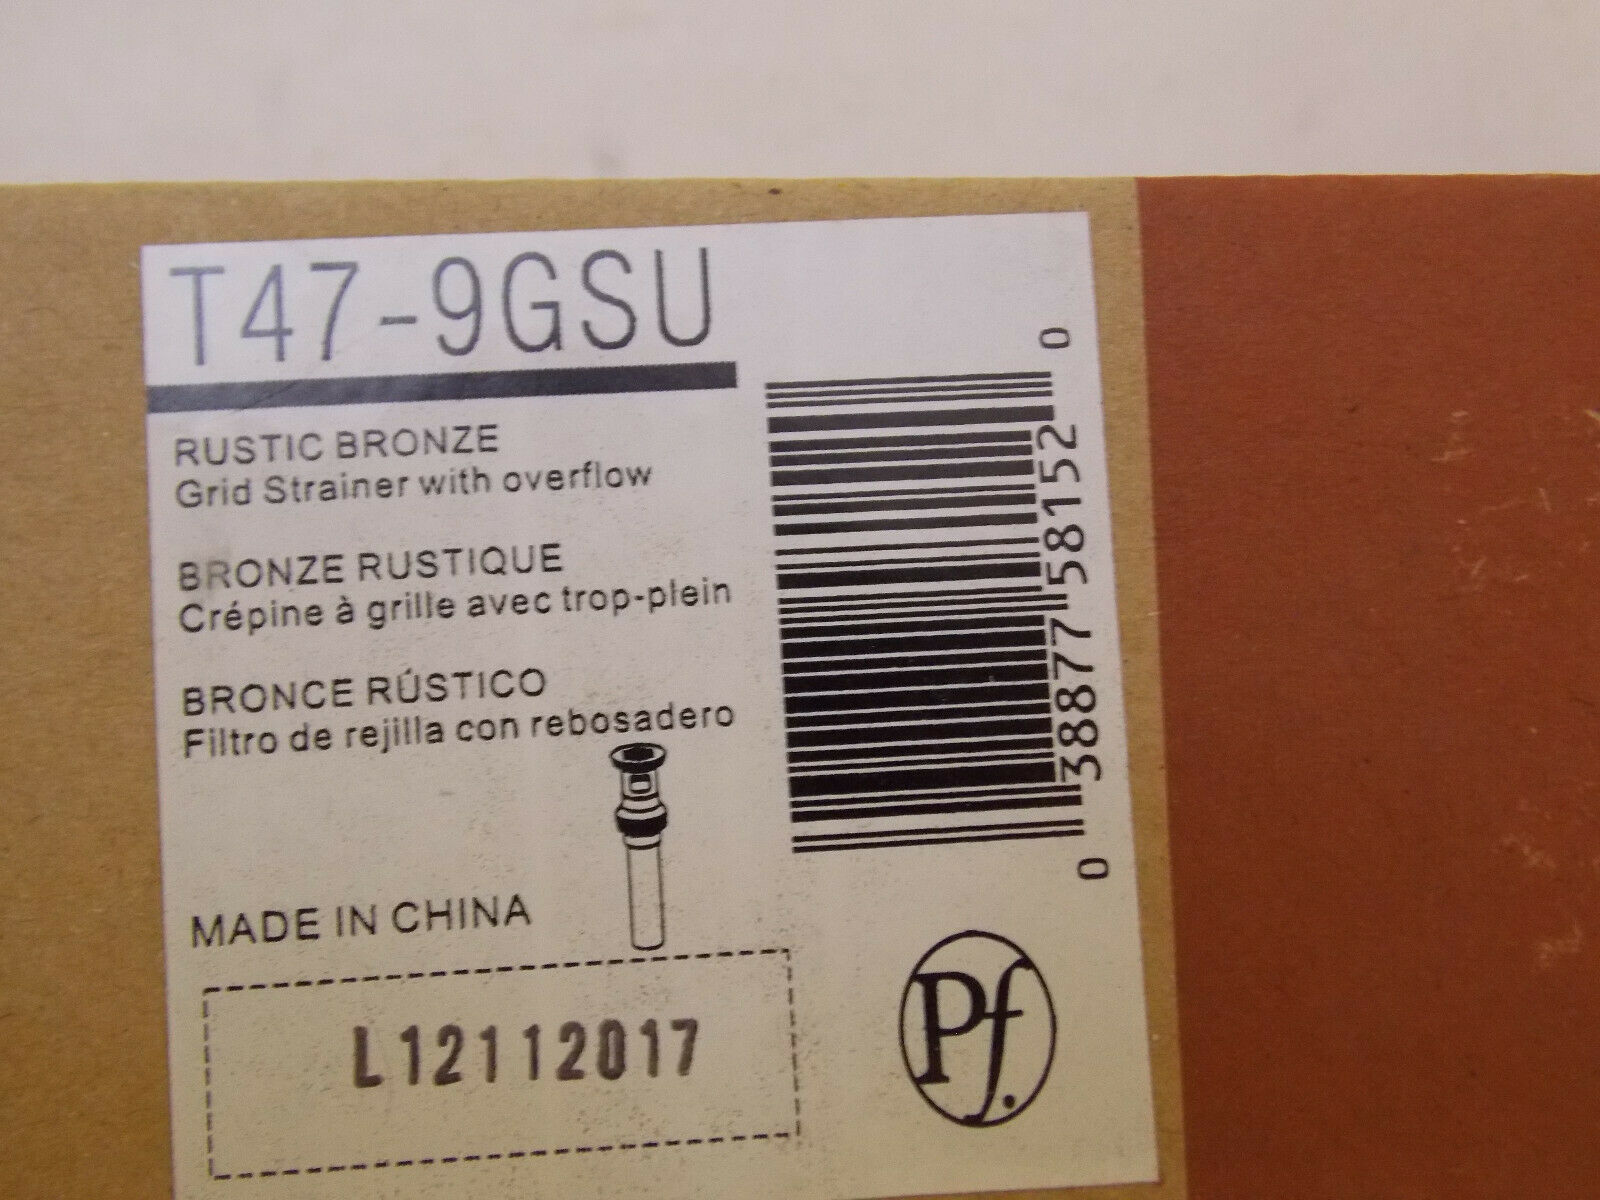 T47-9GSU
RUSTIC BRONZE
Grid Strainer with overflow
BRONZE RUSTIQUE
Crépine à grille avec trop-plein
BRONCE RÚSTICO
Filtro de rejilla con rebosadero
MADE IN CHINA
L12112017
0 38877 58152 0
Pf.